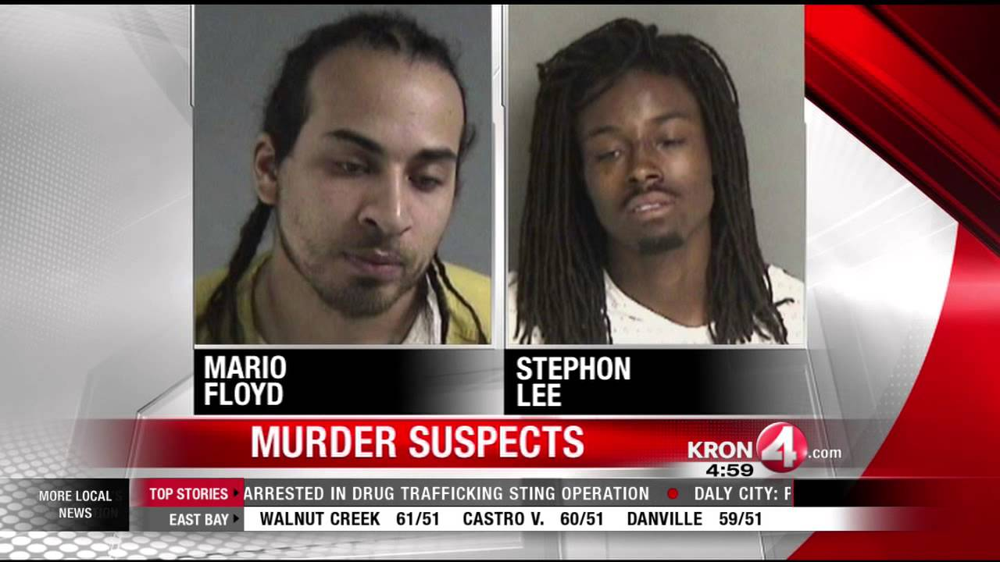 MARIO
FLOYD
STEPHON
LEE
MURDER SUSPECTS
KRON 4 .com
4:59
MORE LOCAL
NEWS
TOP STORIES
ARRESTED IN DRUG TRAFFICKING STING OPERATION • DALY CITY:
EAST BAY
WALNUT CREEK 61/51 CASTRO V. 60/51 DANVILLE 59/51